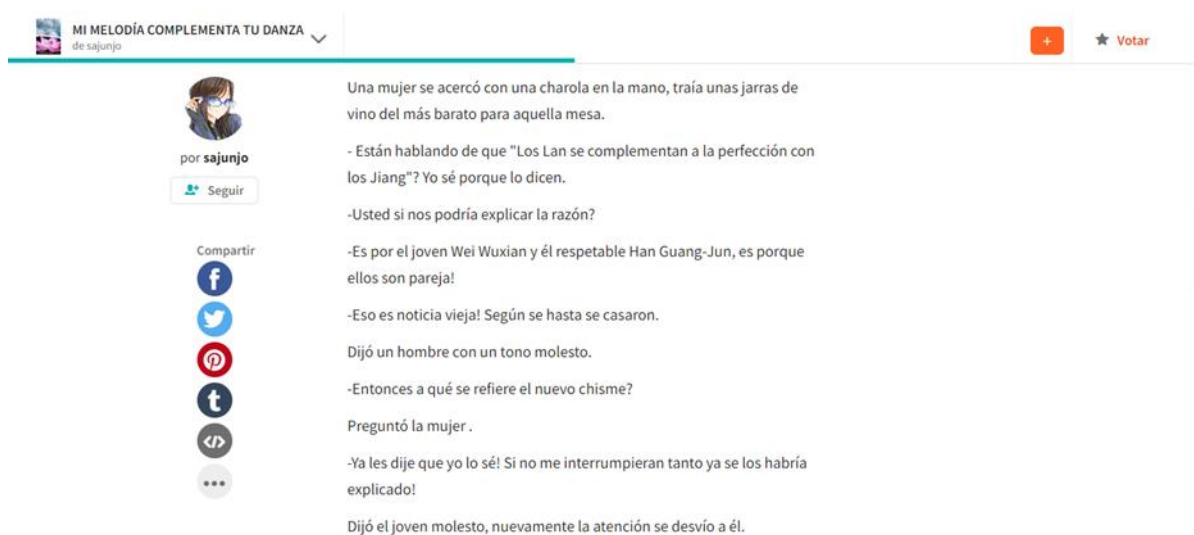 MI MELODÍA COMPLEMENTA TU DANZA
de sajunjo
+
Votar
por sajunjo
Seguir
Compartir
Una mujer se acercó con una charola en la mano, traía unas jarras de
vino del más barato para aquella mesa.
- Están hablando de que "Los Lan se complementan a la perfección con
los Jiang"? Yo sé porque lo dicen.
-Usted si nos podría explicar la razón?
-Es por el joven Wei Wuxian y él respetable Han Guang-Jun, es porque
ellos son pareja!
-Eso es noticia vieja! Según se hasta se casaron.
Dijó un hombre con un tono molesto.
-Entonces a qué se refiere el nuevo chisme?
Preguntó la mujer .
-Ya les dije que yo lo sé! Si no me interrumpieran tanto ya se los habría
explicado!
Dijó el joven molesto, nuevamente la atención se desvío a él.